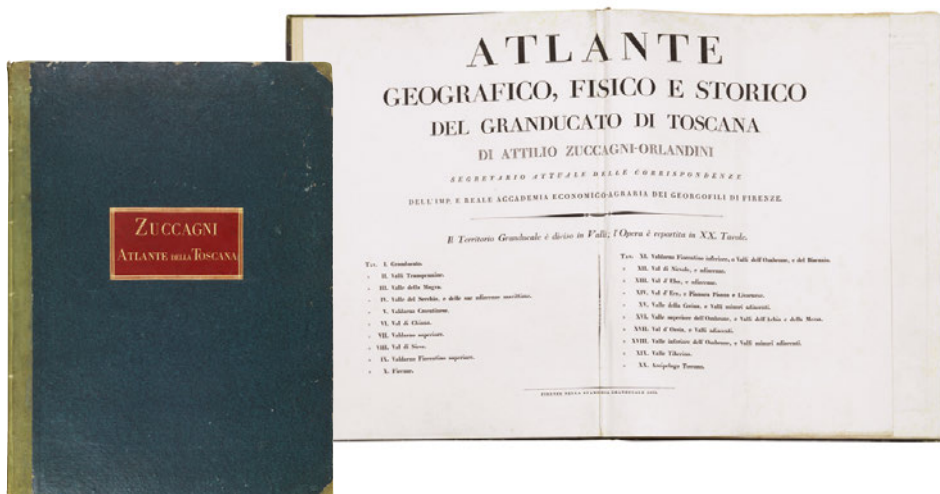 ZUCCAGNI
ATLANTE DELLA TOSCANA
ATLANTE
GEOGRAFICO, FISICO E STORICO
DEL GRANDUCATO DI TOSCANA
DI ATTILIO ZUCCAGNI-ORLANDINI
SEGRETARIO ATTUALE DELLE CORRISPONDENZE
DELL'IMP. E REALE ACCADEMIA ECONOMICO-AGRARIA DEI GEORGOFILI DI FIRENZE.
Il Territorio Granducale è diviso in Valli; l'Opera è repartita in XX. Tavole.
TAV. I. Granducato.
" II. Valli Transappennine.
" III. Valle della Magra.
" IV. Valle del Serchio, e delle sue adiacenze marittime.
" V. Valdarno Casentinese.
" VI. Val di Chiana.
" VII. Valdarno superiore.
" VIII. Val di Sieve.
" IX. Valdarno Fiorentino superiore.
" X. Firenze.
TAV. XI. Valdarno Fiorentino inferiore, e Valli dell'Ombrone, e del Bisenzio.
" XII. Val di Nievole, e adiacenze.
" XIII. Val d'Elsa, e adiacenze.
" XIV. Val d'Era, e Pianura Pisana e Livornese.
" XV. Valle della Cecina, e Valli minori adiacenti.
" XVI. Valle superiore dell'Ombrone, e Valli dell'Arbia e della Merse.
" XVII. Val d'Orcia, e Valli adiacenti.
" XVIII. Valle inferiore dell'Ombrone, e Valli minori adiacenti.
" XIX. Valle Tiberina.
" XX. Arcipelago Toscano.
FIRENZE NELLA STAMPERIA GRANDUCALE